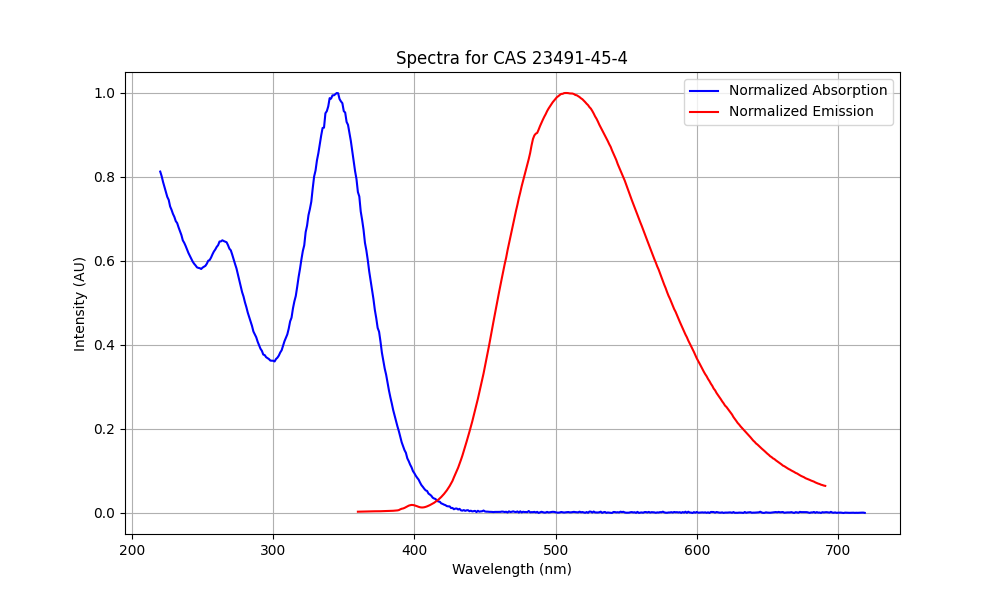 Spectra for CAS 23491-45-4
Normalized Absorption
Normalized Emission
1.0
0.8
0.6
0.4
0.2
0.0
Intensity (AU)
200 300 400 500 600 700
Wavelength (nm)